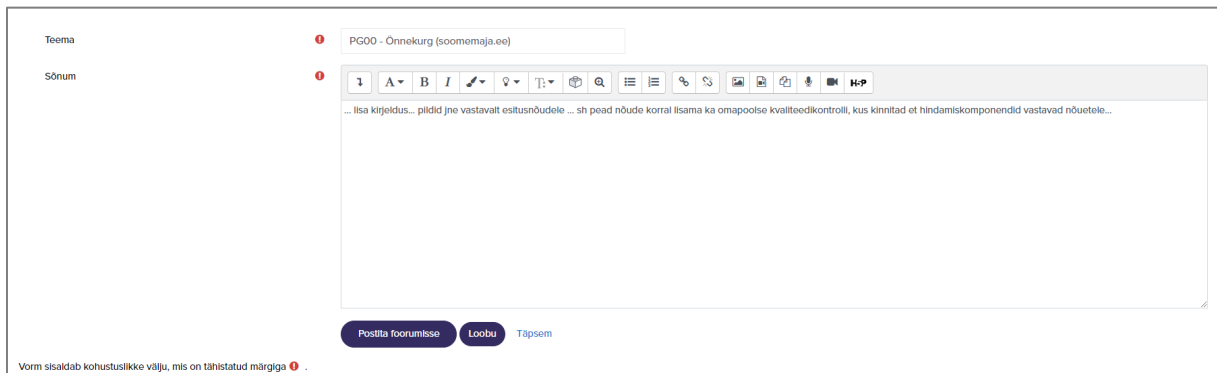 Teema
PG00 - Õnnekurg (soomemaja.ee)
Sõnum
A B I T: H-P
... lisa kirjeldus... pildid jne vastavalt esitusnõudele ... sh pead nõude korral lisama ka omapoolse kvaliteedikontrolli, kus kinnitad et hindamiskomponendid vastavad nõuetele...
Postita foorumisse Loobu Täpsem
Vorm sisaldab kohustuslikke välju, mis on tähistatud märgiga .